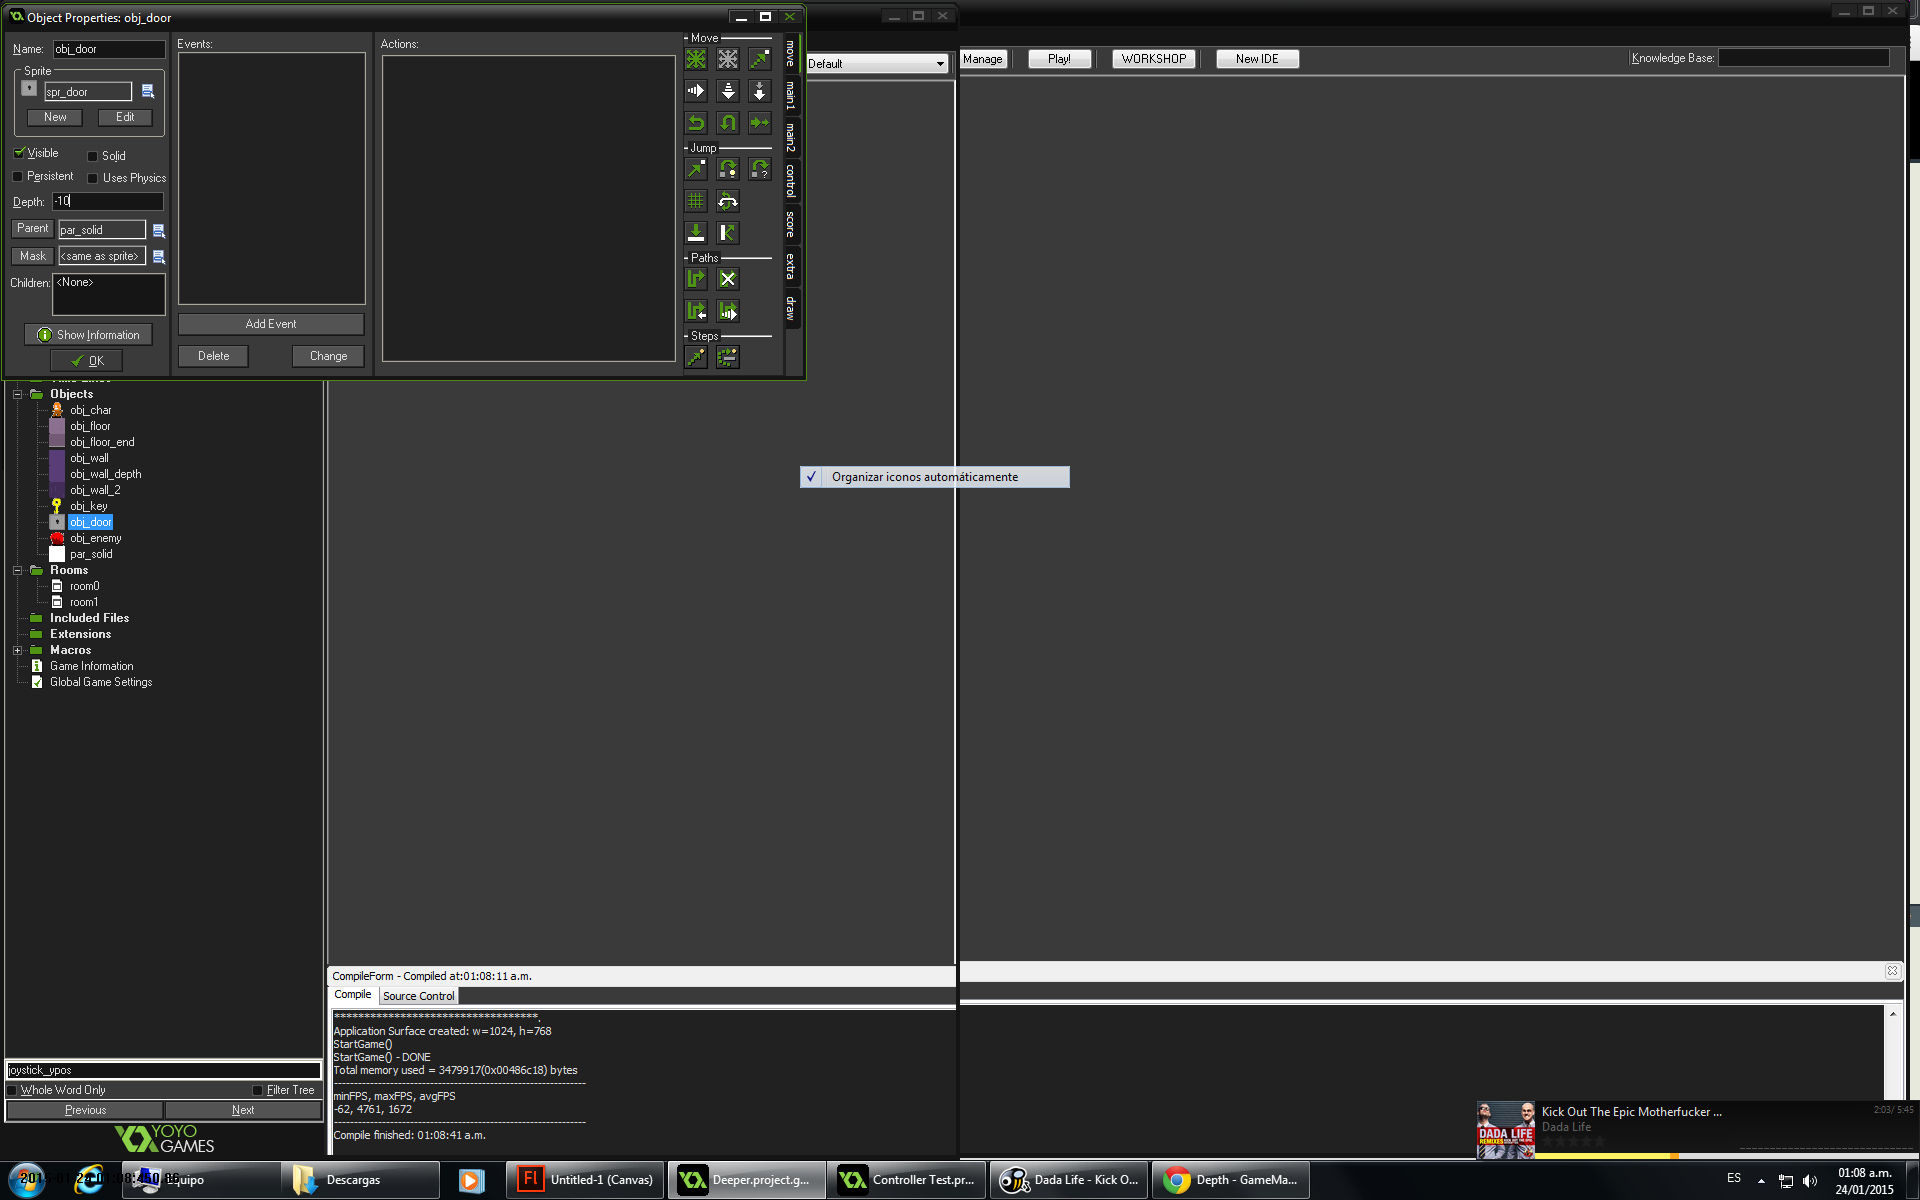 Object Properties: obj_door
Name: obj_door
Sprite
spr_door
New
Edit
Visible
Solid
Persistent
Uses Physics
Depth: -10
Parent
par_solid
Mask
<same as sprite>
Children:
<None>
Show Information
OK
Events:
Add Event
Delete
Change
Actions:
Move
Jump
Paths
Steps
move
main1
main2
control
score
extra
draw
Default
Manage
Play!
WORKSHOP
New IDE
Knowledge Base:
Objects
obj_char
obj_floor
obj_floor_end
obj_wall
obj_wall_depth
obj_wall_2
obj_key
obj_door
obj_enemy
par_solid
Rooms
room0
room1
Included Files
Extensions
Macros
Game Information
Global Game Settings
Organizar iconos automáticamente
CompileForm - Compiled at:01:08:11 a.m.
Compile
Source Control
**********************************.
Application Surface created: w=1024, h=768
StartGame()
StartGame() - DONE
Total memory used = 3479917(0x00486c18) bytes
minFPS, maxFPS, avgFPS
-62, 4761, 1672
Compile finished: 01:08:41 a.m.
joystick_ypos
Whole Word Only
Filter Tree
Previous
Next
YOYO
GAMES
Kick Out The Epic Motherfucker ...
2:03/ 5:45
Dada Life
DADA LIFE
Descargas
Untitled-1 (Canvas)
Deeper.project.g...
Controller Test.pr...
Dada Life - Kick O...
Depth - GameMa...
ES
01:08 a.m.
24/01/2015